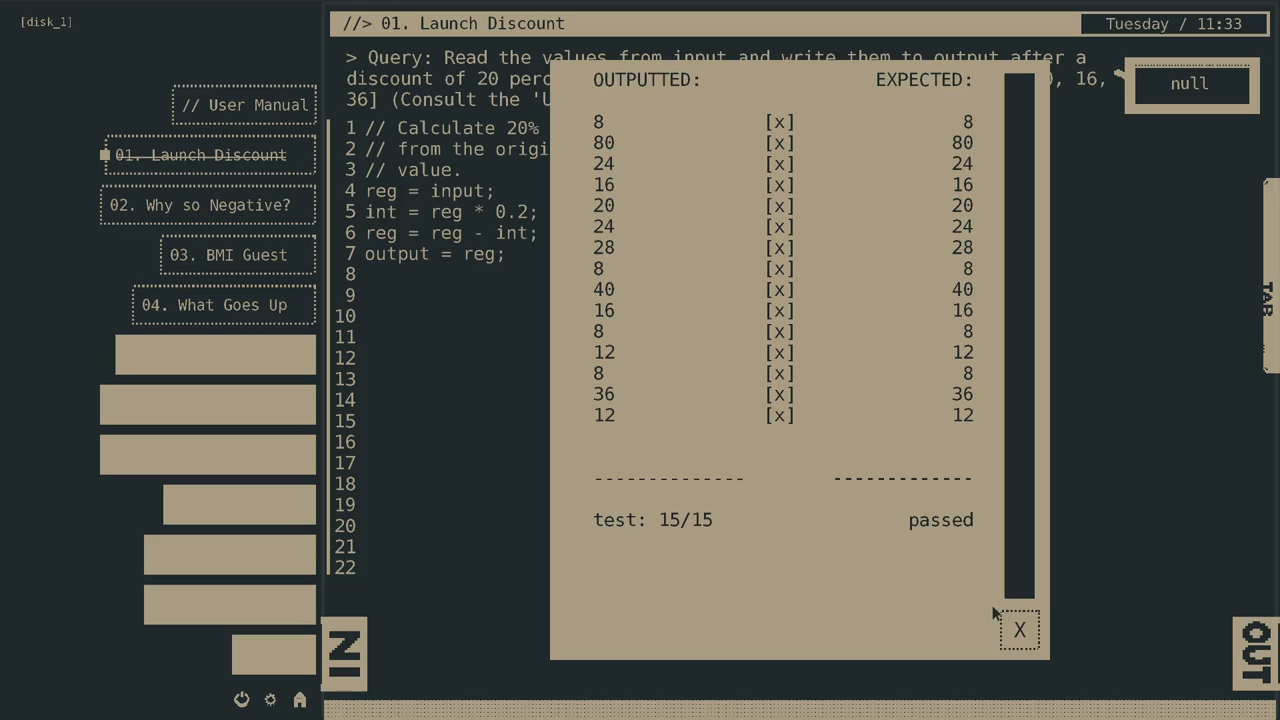 [disk_1]
// User Manual
01. Launch Discount
02. Why so Negative?
03. BMI Guest
04. What Goes Up
//> 01. Launch Discount
Tuesday / 11:33
> Query: Read the values from input and write them to output after a
discount of 20 perc 0, 16,
36] (Consult the 'U
null
1 // Calculate 20%
2 // from the origi
3 // value.
4 reg = input;
5 int = reg * 0.2;
6 reg = reg - int;
7 output = reg;
8
9
10
11
12
13
14
15
16
17
18
19
20
21
22
OUTPUTTED: EXPECTED:
8 [x] 8
80 [x] 80
24 [x] 24
16 [x] 16
20 [x] 20
24 [x] 24
28 [x] 28
8 [x] 8
40 [x] 40
16 [x] 16
8 [x] 8
12 [x] 12
8 [x] 8
36 [x] 36
12 [x] 12
-------------- -------------
test: 15/15 passed
X
TAB
IN
OUT